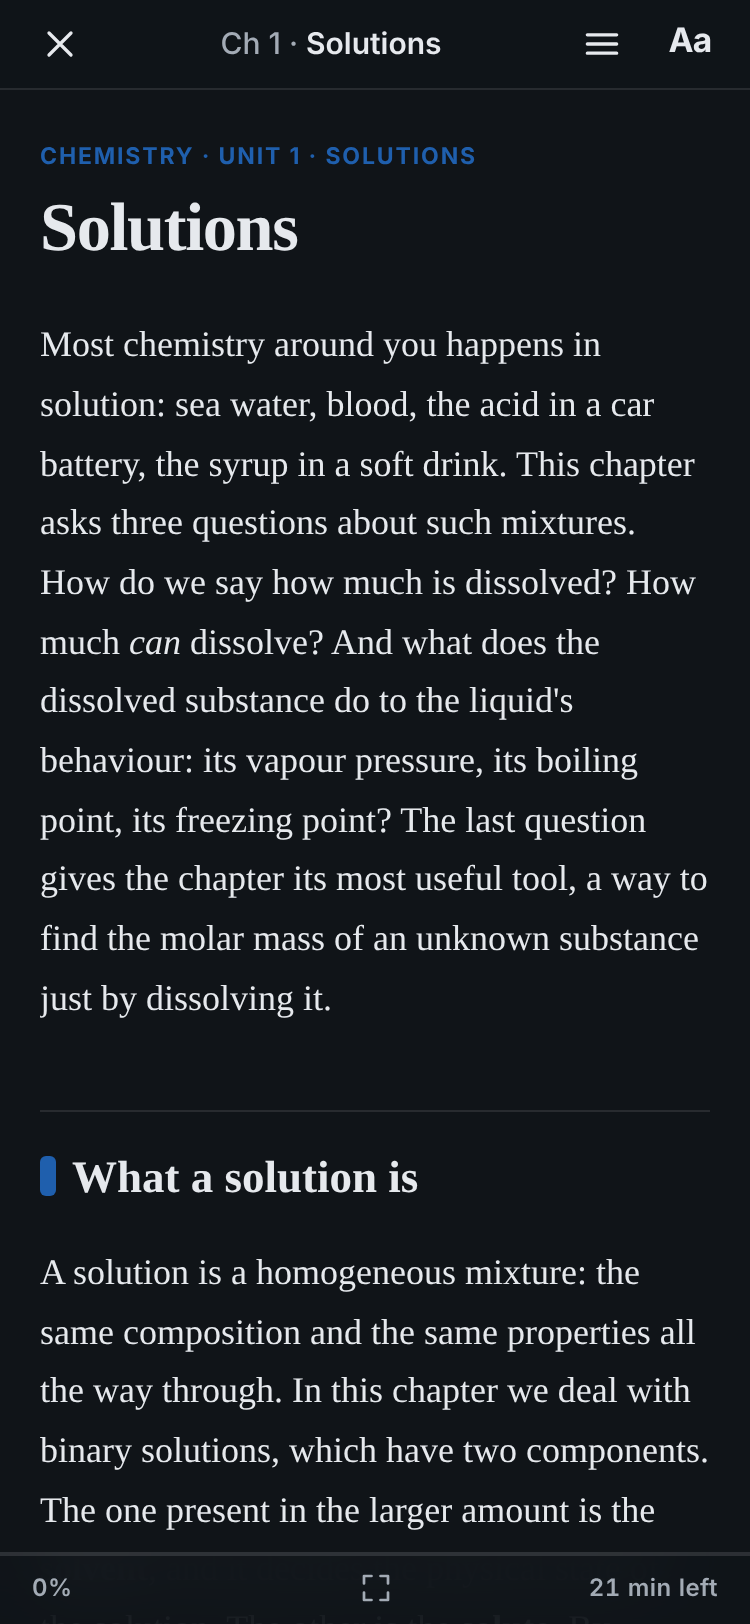 Ch 1 · Solutions
Aa
CHEMISTRY · UNIT 1 · SOLUTIONS
Solutions
Most chemistry around you happens in
solution: sea water, blood, the acid in a car
battery, the syrup in a soft drink. This chapter
asks three questions about such mixtures.
How do we say how much is dissolved? How
much can dissolve? And what does the
dissolved substance do to the liquid's
behaviour: its vapour pressure, its boiling
point, its freezing point? The last question
gives the chapter its most useful tool, a way to
find the molar mass of an unknown substance
just by dissolving it.
What a solution is
A solution is a homogeneous mixture: the
same composition and the same properties all
the way through. In this chapter we deal with
binary solutions, which have two components.
The one present in the larger amount is the
0%
21 min left